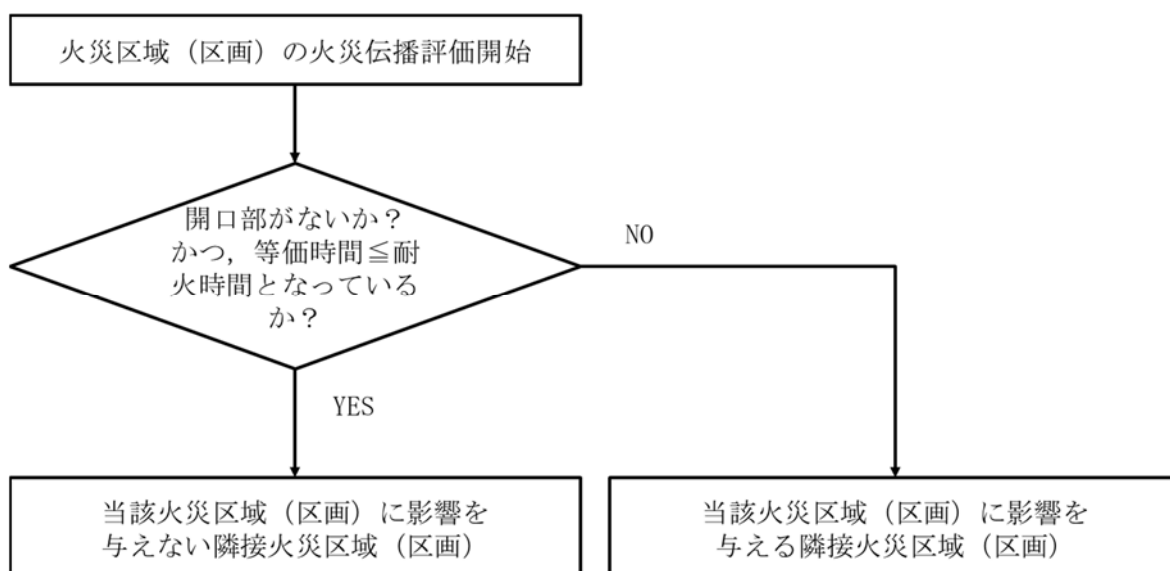 火災区域（区画）の火災伝播評価開始
開口部がないか？
かつ，等価時間≦耐
火時間となっている
か？
NO
YES
当該火災区域（区画）に影響を
与えない隣接火災区域（区画）
当該火災区域（区画）に影響を
与える隣接火災区域（区画）